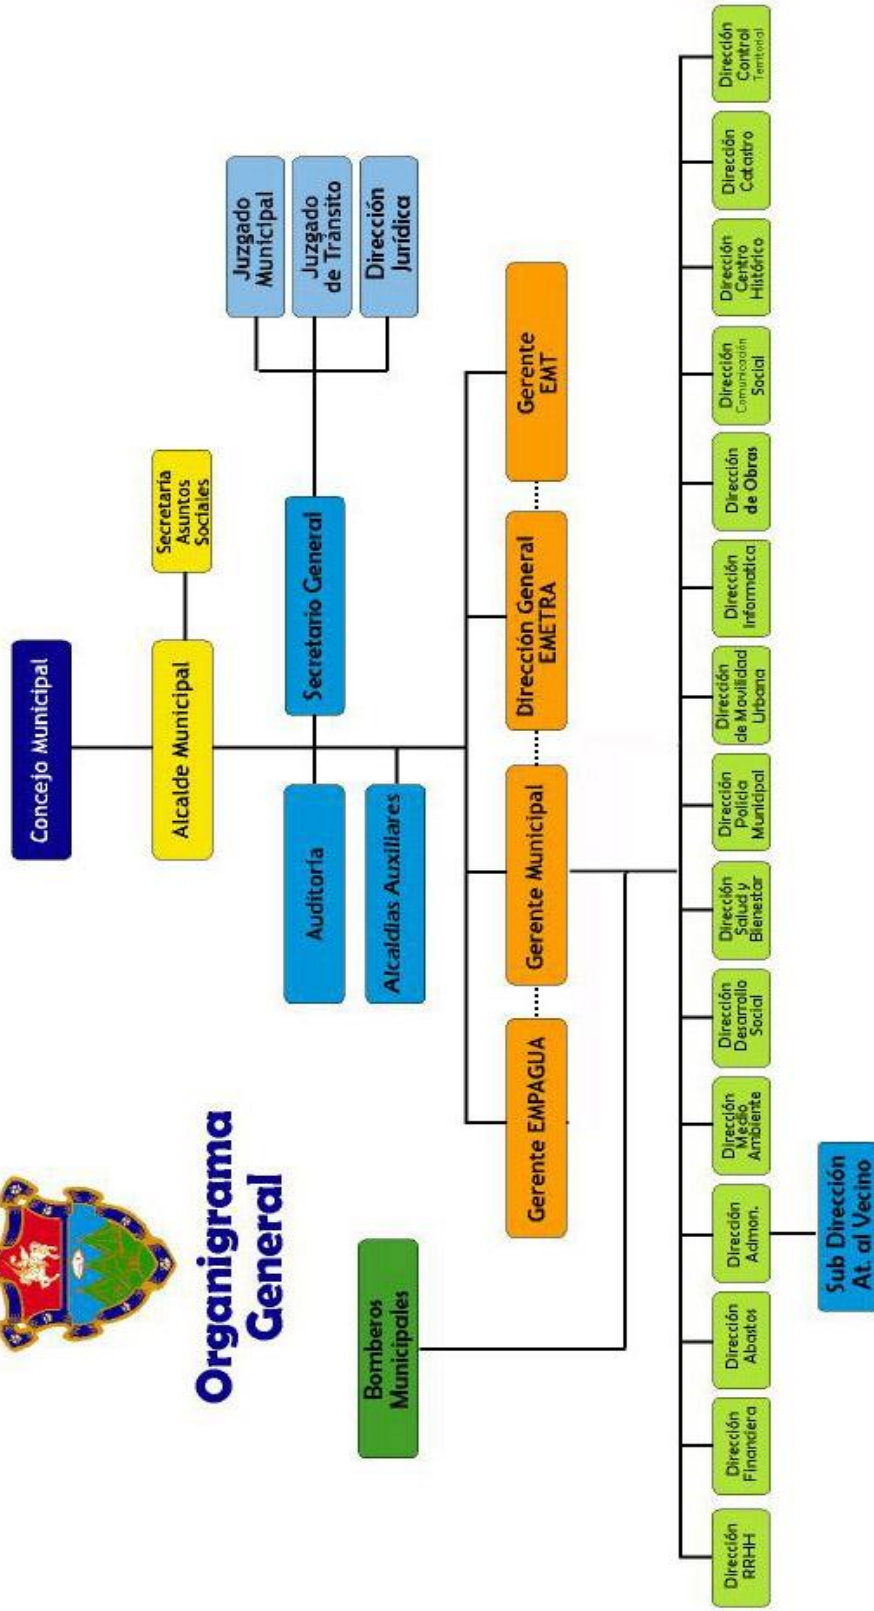 Organigrama
General
Concejo Municipal
Alcalde Municipal
Secretaría
Asuntos
Sociales
Auditoría
Secretario General
Juzgado
Municipal
Juzgado
de Trànsito
Dirección
Jurídica
Alcaldias Auxiliares
Bomberos
Municipales
Gerente EMPAGUA
Gerente Municipal
Dirección General
EMETRA
Gerente
EMT
Dirección
RRHH
Dirección
Financiera
Dirección
Abastos
Dirección
Admon.
Dirección
Medio
Ambiente
Dirección
Desarrollo
Social
Dirección
Salud y
Bienestar
Dirección
Policia
Municipal
Dirección
de Movilidad
Urbana
Dirección
Informatica
Dirección
de Obras
Dirección
Comunicación
Social
Dirección
Centro
Histórico
Dirección
Catastro
Dirección
Control
Territorial
Sub Dirección
At. al Vecino